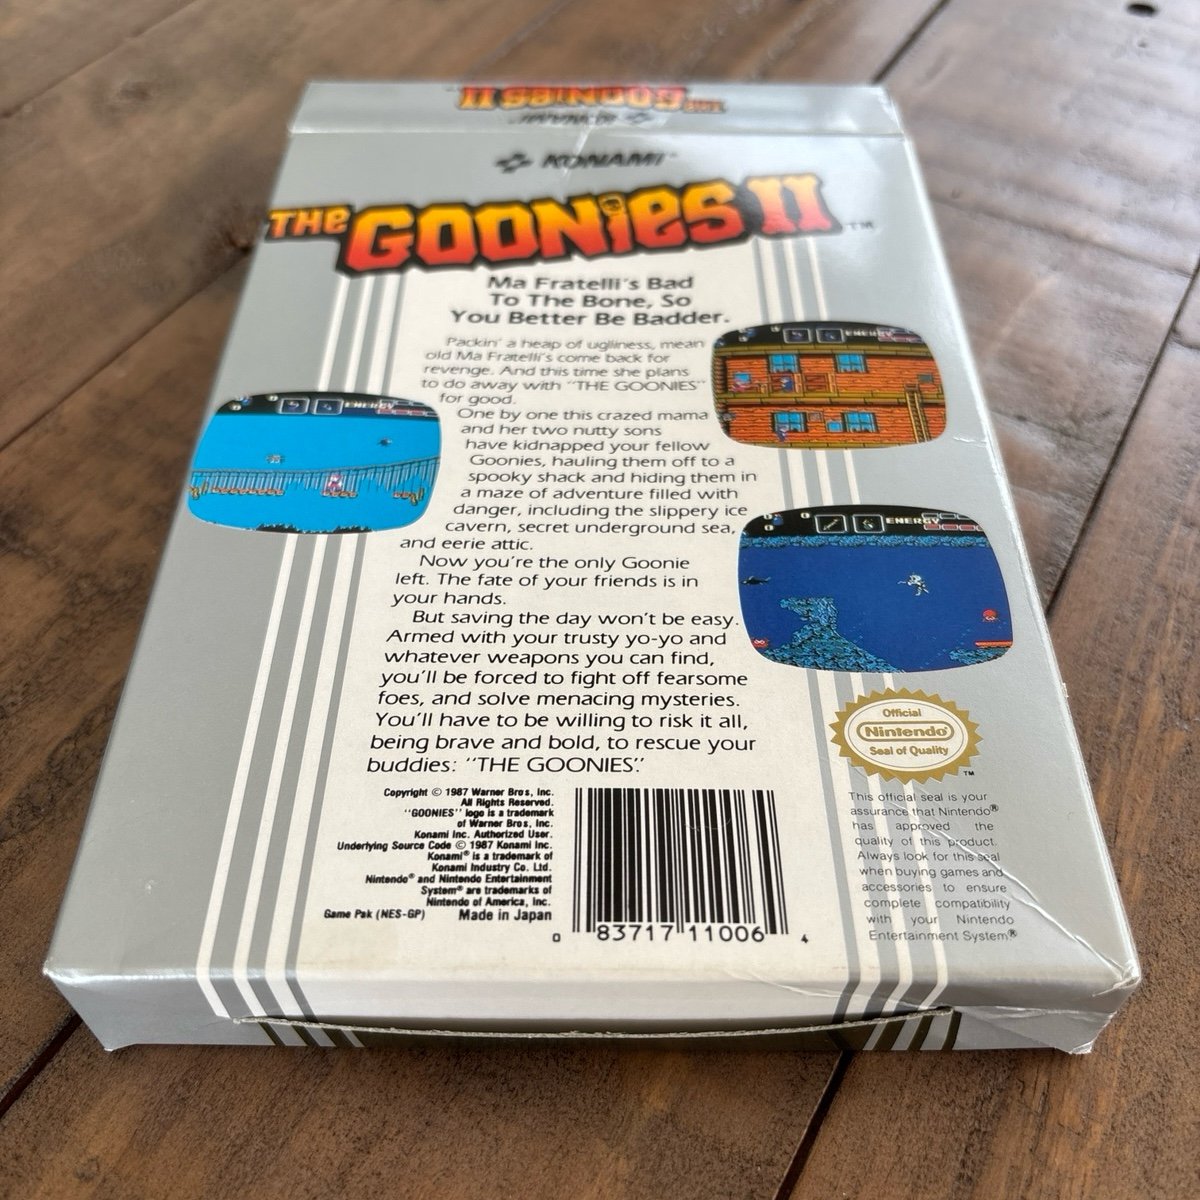 THE GOONIES II
KONAMI
KONAMI™
THE GOONIES II™
Ma Fratelli's Bad
To The Bone, So
You Better Be Badder.
Packin' a heap of ugliness, mean
old Ma Fratelli's come back for
revenge. And this time she plans
to do away with "THE GOONIES"
for good.
One by one this crazed mama
and her two nutty sons
have kidnapped your fellow
Goonies, hauling them off to a
spooky shack and hiding them in
a maze of adventure filled with
danger, including the slippery ice
cavern, secret underground sea,
and eerie attic.
Now you're the only Goonie
left. The fate of your friends is in
your hands.
But saving the day won't be easy.
Armed with your trusty yo-yo and
whatever weapons you can find,
you'll be forced to fight off fearsome
foes, and solve menacing mysteries.
You'll have to be willing to risk it all,
being brave and bold, to rescue your
buddies: "THE GOONIES."
ENERGY
ENERGY
ENERGY
Official
Nintendo
Seal of Quality
™
This official seal is your
assurance that Nintendo®
has approved the
quality of this product.
Always look for this seal
when buying games and
accessories to ensure
complete compatibility
with your Nintendo
Entertainment System®
Copyright © 1987 Warner Bros, Inc.
All Rights Reserved.
"GOONIES" logo is a trademark
of Warner Bros, Inc.
Konami Inc. Authorized User.
Underlying Source Code © 1987 Konami Inc.
Konami® is a trademark of
Konami Industry Co. Ltd.
Nintendo® and Nintendo Entertainment
System® are trademarks of
Nintendo of America, Inc.
Game Pak (NES-GP) Made in Japan
0 83717 11006 4